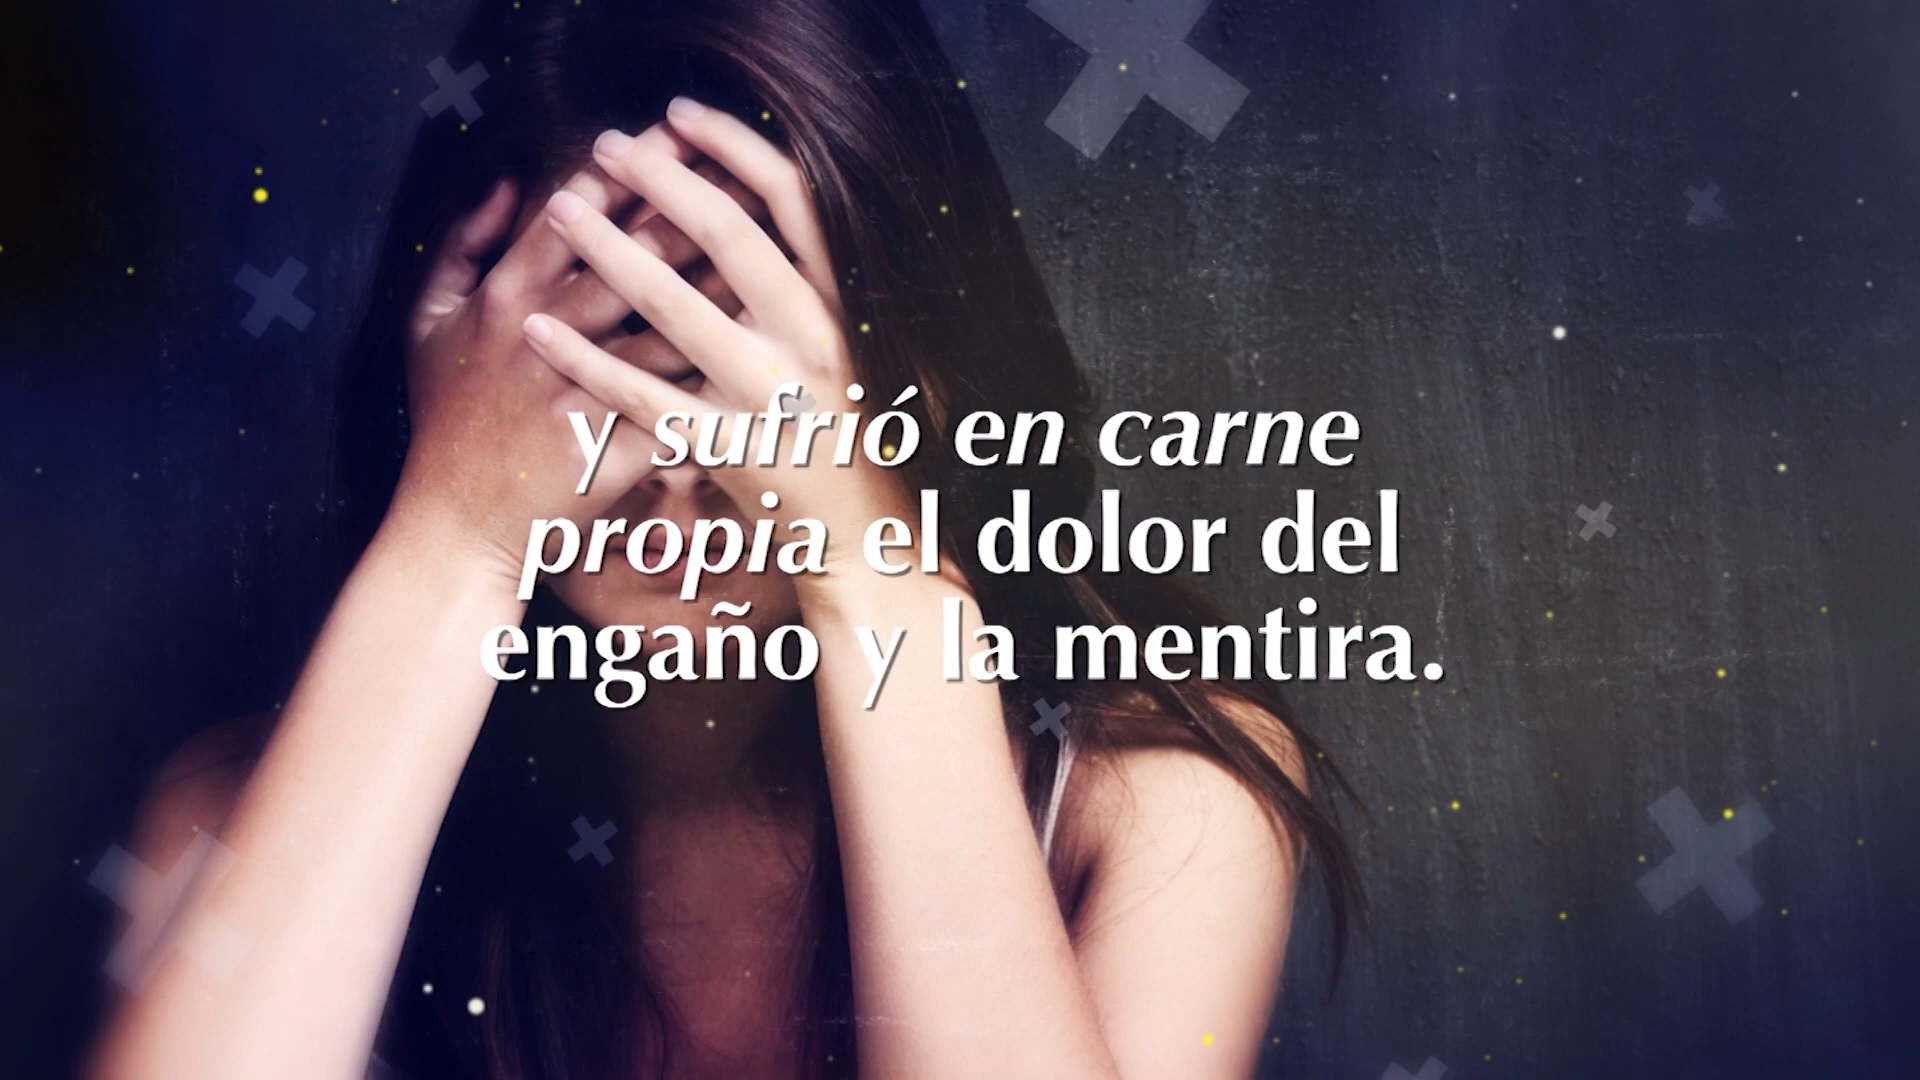 y sufrió en carne
propia el dolor del
engaño y la mentira.